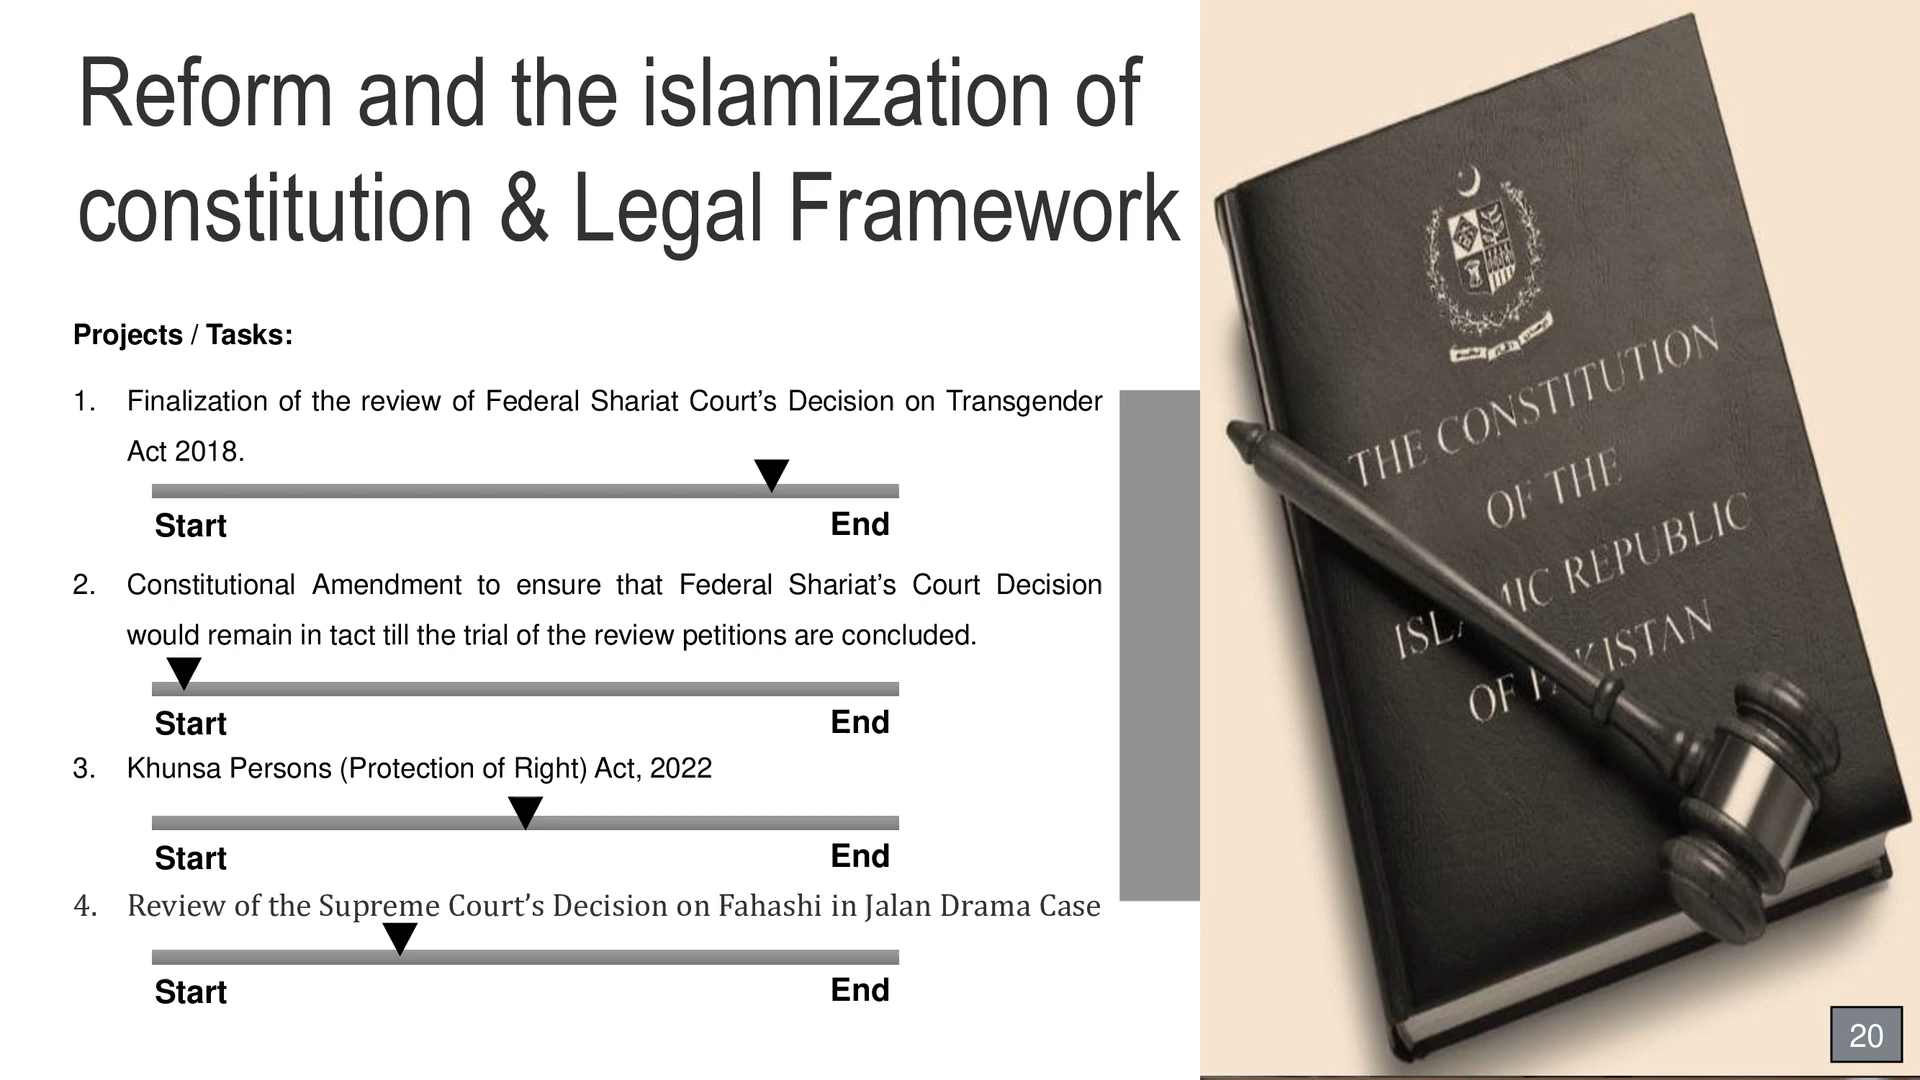 Reform and the islamization of
constitution & Legal Framework
Projects / Tasks:
1. Finalization of the review of Federal Shariat Court’s Decision on Transgender
Act 2018.
Start End
2. Constitutional Amendment to ensure that Federal Shariat’s Court Decision
would remain in tact till the trial of the review petitions are concluded.
Start End
3. Khunsa Persons (Protection of Right) Act, 2022
Start End
4. Review of the Supreme Court’s Decision on Fahashi in Jalan Drama Case
Start End
THE CONSTITUTION
OF THE
ISLAMIC REPUBLIC
OF PAKISTAN
20